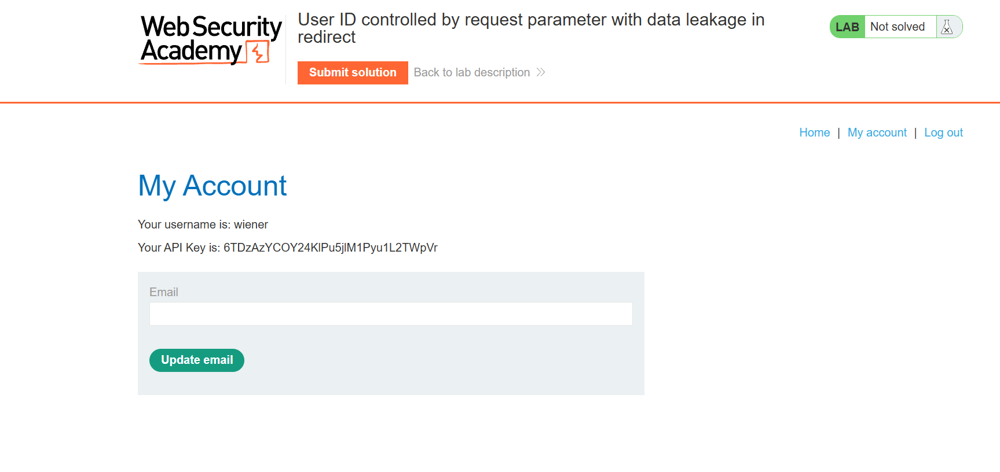 Web Security
Academy
User ID controlled by request parameter with data leakage in
redirect
LAB Not solved
Submit solution Back to lab description
Home | My account | Log out
My Account
Your username is: wiener
Your API Key is: 6TDzAzYCOY24KlPu5jlM1Pyu1L2TWpVr
Email
Update email